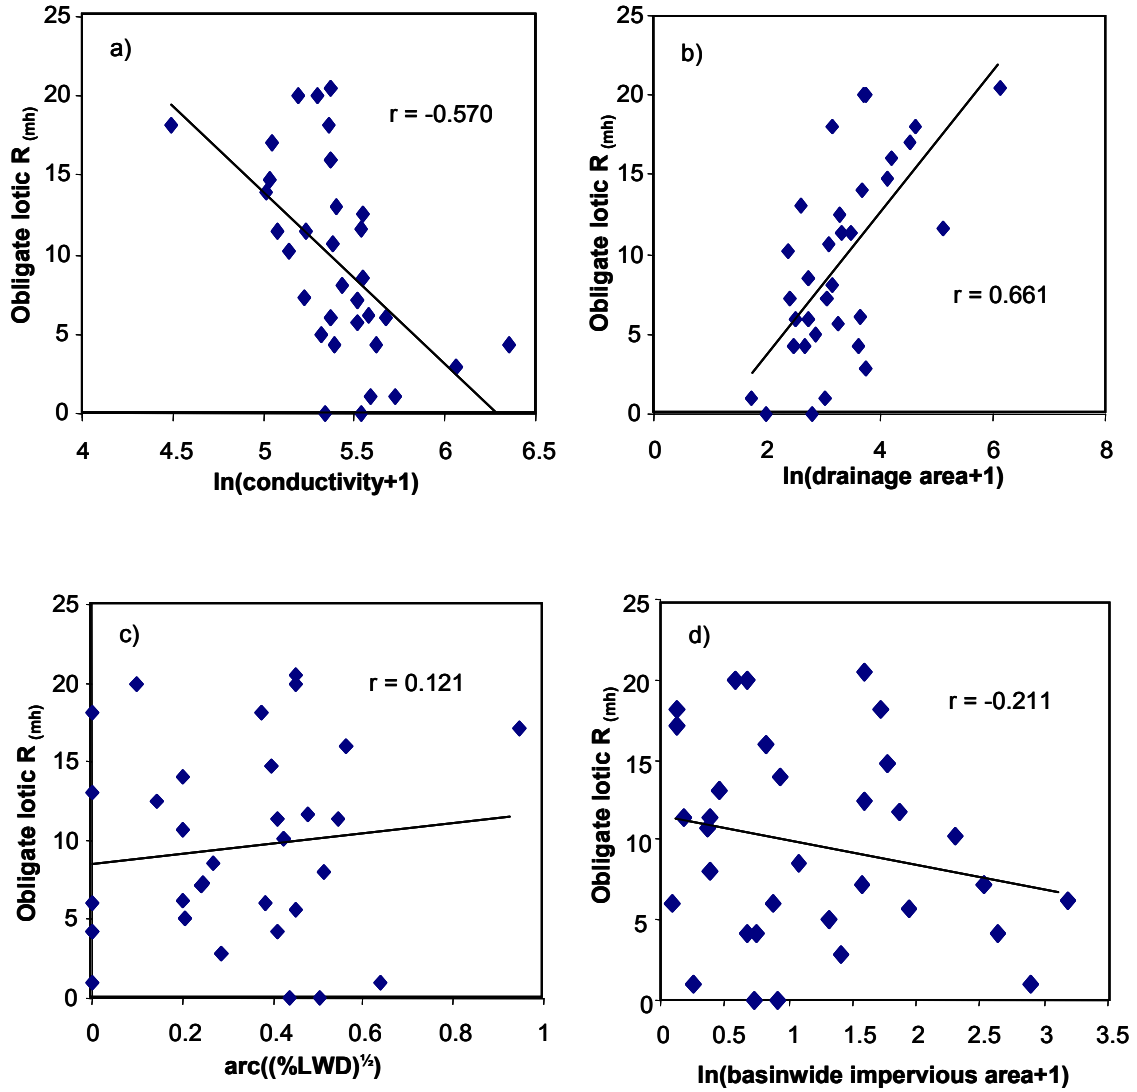 a)
r = -0.570
25
20
15
10
5
0
4 4.5 5 5.5 6 6.5
Obligate lotic R (mh)
ln(conductivity+1)
b)
r = 0.661
25
20
15
10
5
0
0 2 4 6 8
Obligate lotic R (mh)
ln(drainage area+1)
c)
r = 0.121
25
20
15
10
5
0
0 0.2 0.4 0.6 0.8 1
Obligate lotic R (mh)
arc((%LWD)½)
d)
r = -0.211
25
20
15
10
5
0
0 0.5 1 1.5 2 2.5 3 3.5
Obligate lotic R (mh)
ln(basinwide impervious area+1)